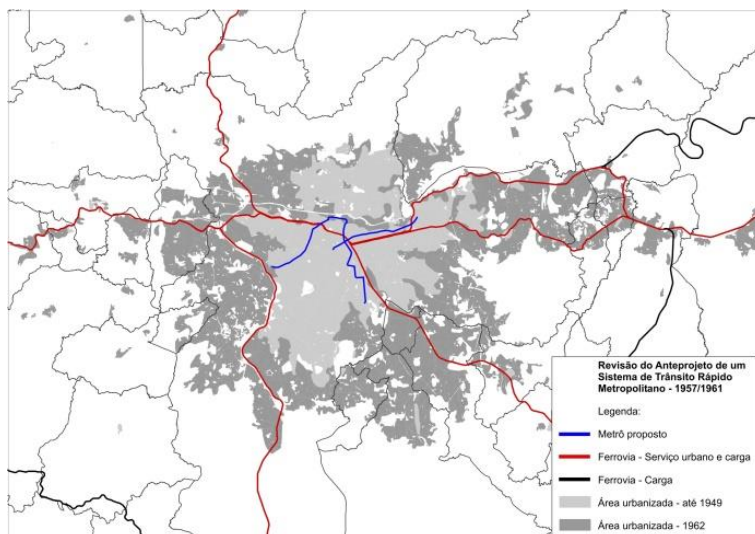 Revisão do Anteprojeto de um
Sistema de Trânsito Rápido
Metropolitano - 1957/1961
Legenda:
Metrô proposto
Ferrovia - Serviço urbano e carga
Ferrovia - Carga
Área urbanizada - até 1949
Área urbanizada - 1962